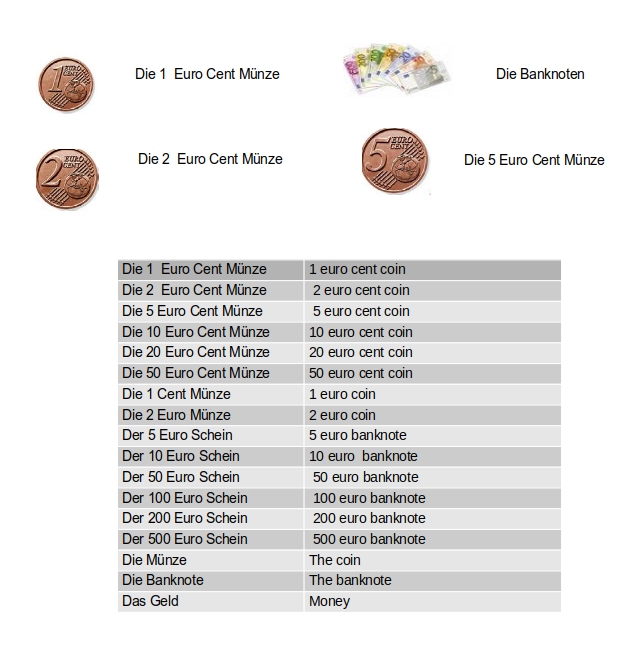 1 EURO CENT
Die 1 Euro Cent Münze
Die Banknoten
2 EURO CENT
Die 2 Euro Cent Münze
5 EURO CENT
Die 5 Euro Cent Münze
Die 1 Euro Cent Münze 1 euro cent coin
Die 2 Euro Cent Münze 2 euro cent coin
Die 5 Euro Cent Münze 5 euro cent coin
Die 10 Euro Cent Münze 10 euro cent coin
Die 20 Euro Cent Münze 20 euro cent coin
Die 50 Euro Cent Münze 50 euro cent coin
Die 1 Cent Münze 1 euro coin
Die 2 Euro Münze 2 euro coin
Der 5 Euro Schein 5 euro banknote
Der 10 Euro Schein 10 euro banknote
Der 50 Euro Schein 50 euro banknote
Der 100 Euro Schein 100 euro banknote
Der 200 Euro Schein 200 euro banknote
Der 500 Euro Schein 500 euro banknote
Die Münze The coin
Die Banknote The banknote
Das Geld Money